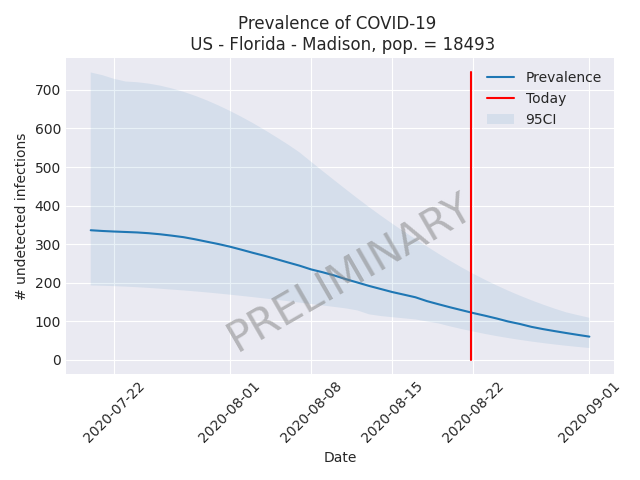 Prevalence of COVID-19
US - Florida - Madison, pop. = 18493
Prevalence
Today
95CI
# undetected infections
700
600
500
400
300
200
100
0
PRELIMINARY
2020-07-22
2020-08-01
2020-08-08
2020-08-15
2020-08-22
2020-09-01
Date